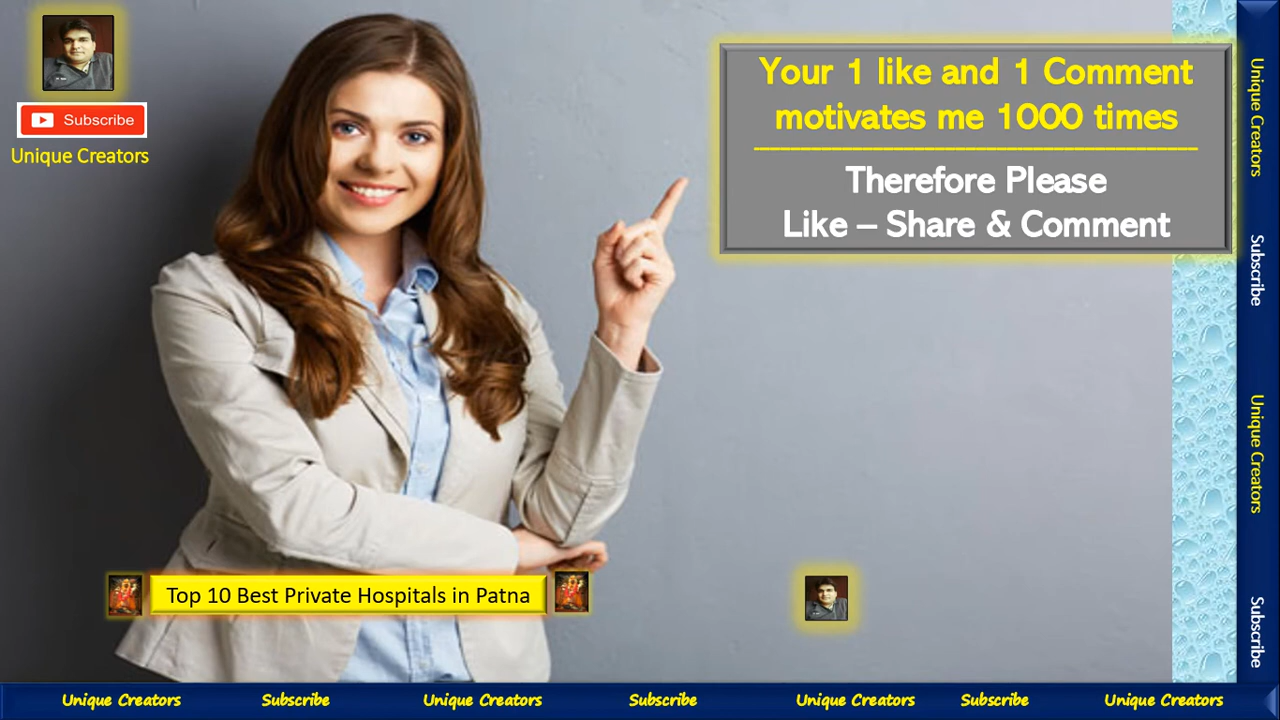 Subscribe
Unique Creators
Your 1 like and 1 Comment
motivates me 1000 times
Therefore Please
Like – Share & Comment
Unique Creators
Subscribe
Unique Creators
Subscribe
Top 10 Best Private Hospitals in Patna
Unique Creators Subscribe Unique Creators Subscribe Unique Creators Subscribe Unique Creators